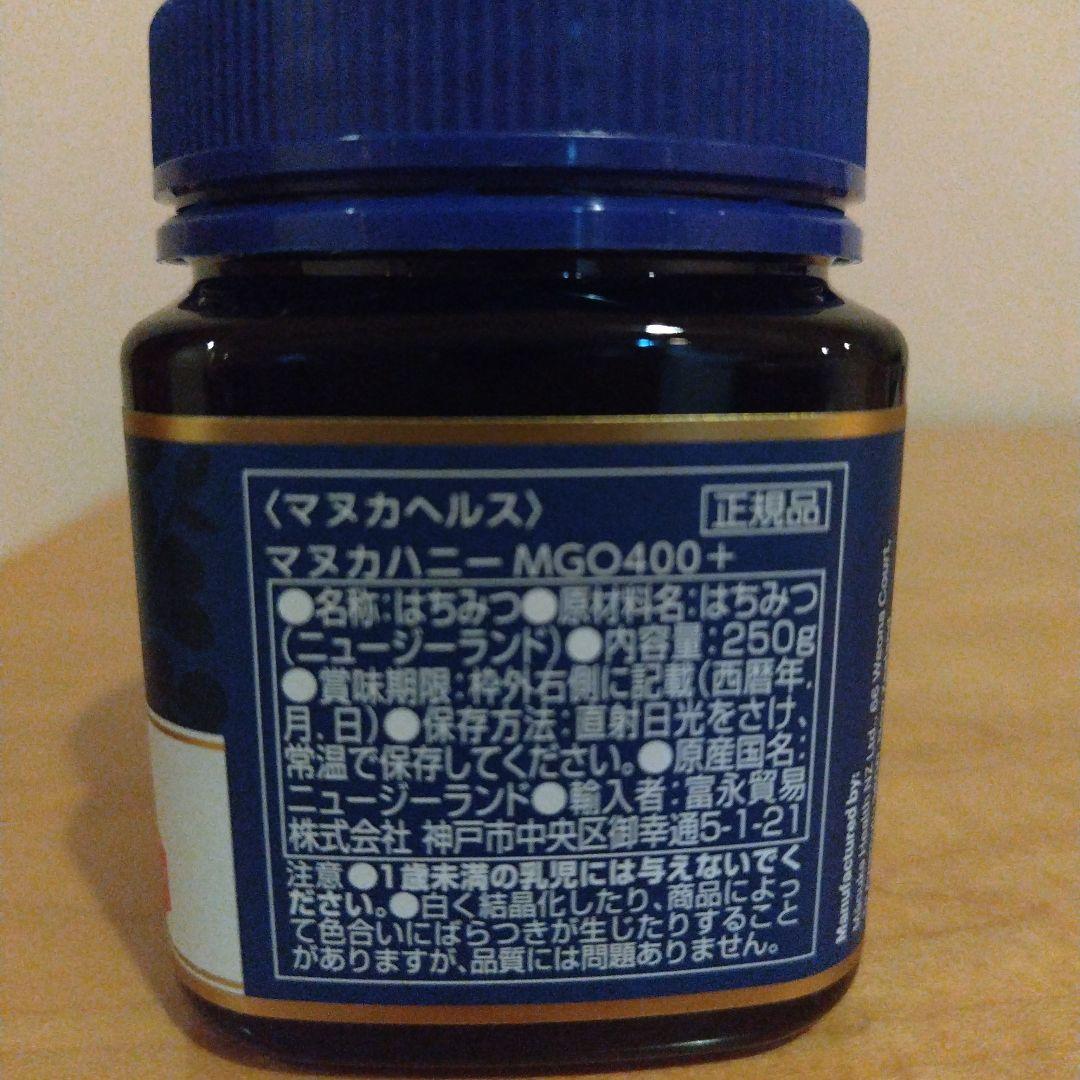 〈マヌカヘルス〉 正規品
マヌカハニー MGO400+
●名称:はちみつ●原材料名:はちみつ
(ニュージーランド)●内容量:250g
●賞味期限:枠外右側に記載(西暦年.
月.日)●保存方法:直射日光をさけ、
常温で保存してください。●原産国名:
ニュージーランド●輸入者:富永貿易
株式会社 神戸市中央区御幸通5-1-21
注意●1歳未満の乳児には与えないでく
ださい。●白く結晶化したり、商品によっ
て色合いにばらつきが生じたりすること
がありますが、品質には問題ありません。
Manufactured by:
Manuka Health NZ Ltd, 66 Weona Court,